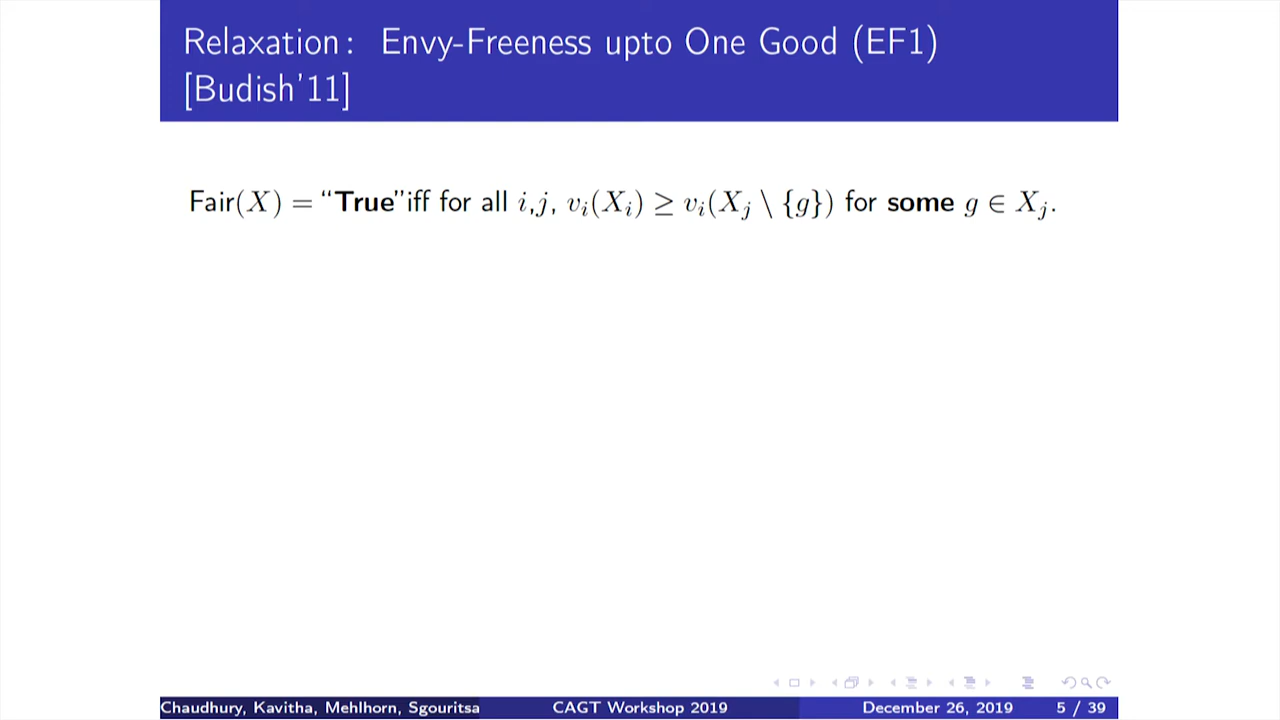 Relaxation: Envy-Freeness upto One Good (EF1)
[Budish'11]
Fair(X) = “True”iff for all i,j, v_i(X_i) ≥ v_i(X_j \ {g}) for some g ∈ X_j.
Chaudhury, Kavitha, Mehlhorn, Sgouritsa CAGT Workshop 2019 December 26, 2019 5 / 39